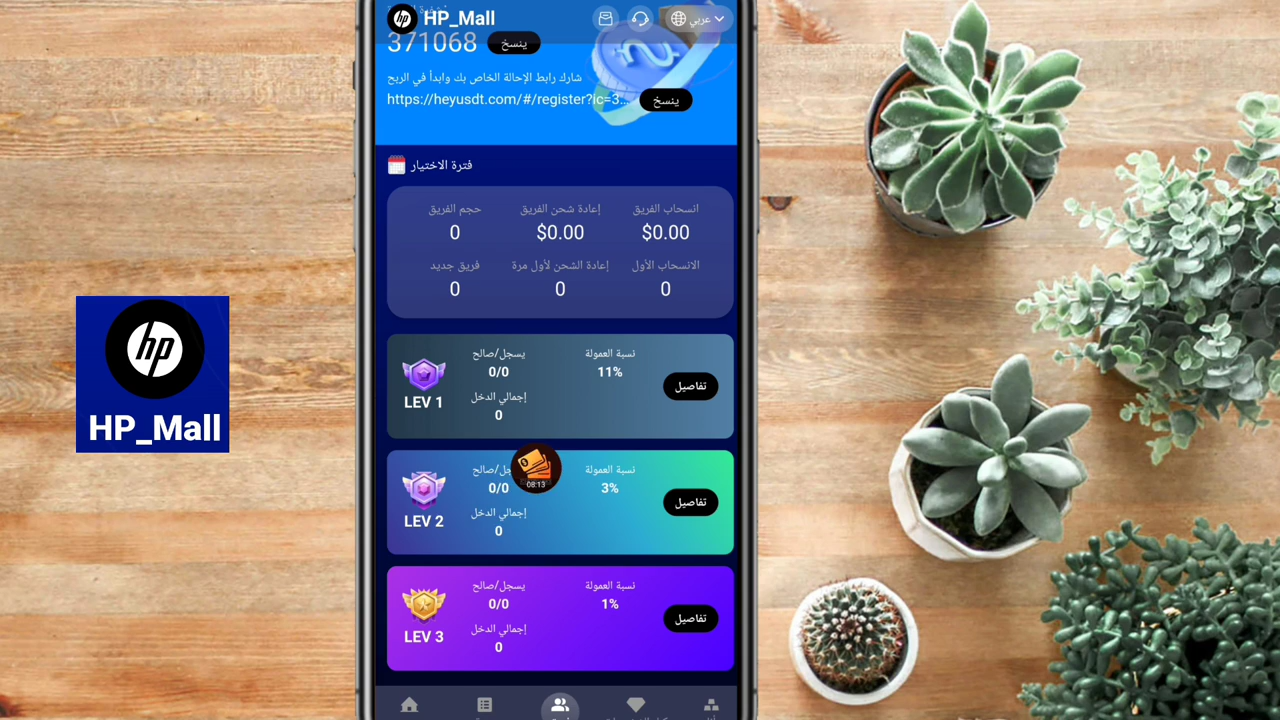 hp HP_Mall
عربي
371068 ينسخ
شارك رابط الإحالة الخاص بك وابدأ في الربح
https://heyusdt.com/#/register?ic=3... ينسخ
فترة الاختيار
حجم الفريق إعادة شحن الفريق انسحاب الفريق
0 $0.00 $0.00
فريق جديد إعادة الشحن لأول مرة الانسحاب الأول
0 0 0
يسجل/صالح نسبة العمولة
0/0 11%
LEV 1
تفاصيل
إجمالي الدخل
0
نسبة العمولة
0/0 3%
08:13
LEV 2
تفاصيل
إجمالي الدخل
0
يسجل/صالح نسبة العمولة
0/0 1%
LEV 3
تفاصيل
إجمالي الدخل
0
hp
HP_Mall